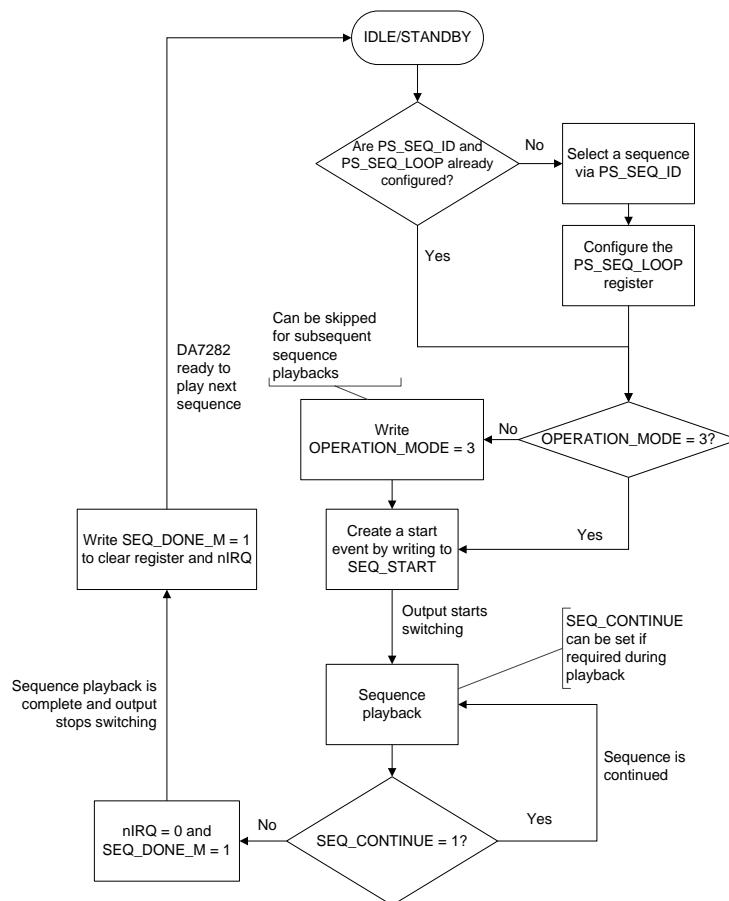 IDLE/STANDBY
Are PS_SEQ_ID and
PS_SEQ_LOOP already
configured?
No
Select a sequence
via PS_SEQ_ID
Yes
Configure the
PS_SEQ_LOOP
register
Can be skipped
for subsequent
sequence
playbacks
DA7282
ready to
play next
sequence
Write
OPERATION_MODE = 3
No
OPERATION_MODE = 3?
Yes
Create a start
event by writing to
SEQ_START
Write SEQ_DONE_M = 1
to clear register and nIRQ
Output starts
switching
SEQ_CONTINUE
can be set if
required during
playback
Sequence
playback
Sequence playback is
complete and output
stops switching
Sequence is
continued
nIRQ = 0 and
SEQ_DONE_M = 1
No
SEQ_CONTINUE = 1?
Yes